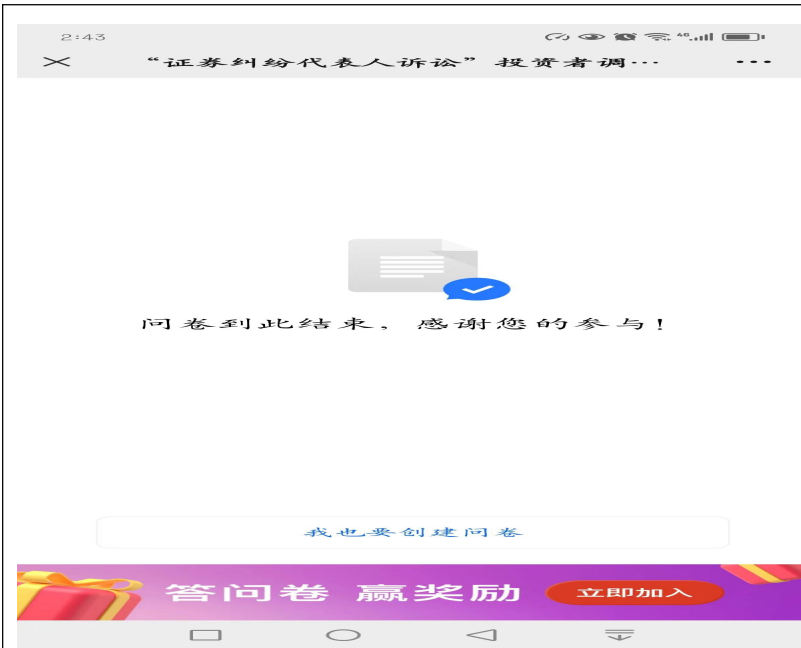 2:43
4G
“证券纠纷代表人诉讼”投资者调…
问卷到此结束，感谢您的参与！
我也要创建问卷
答问卷 赢奖励
立即加入